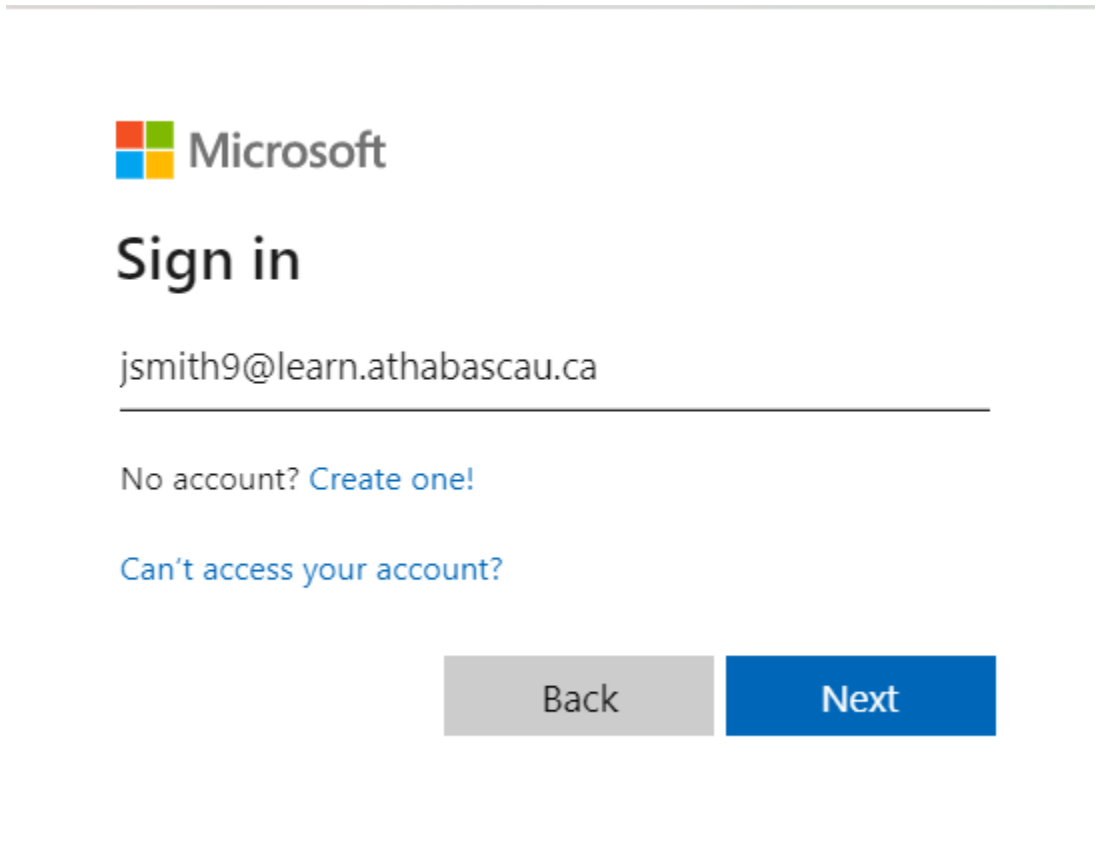 Microsoft
Sign in
jsmith9@learn.athabascau.ca
No account? Create one!
Can't access your account?
Back Next